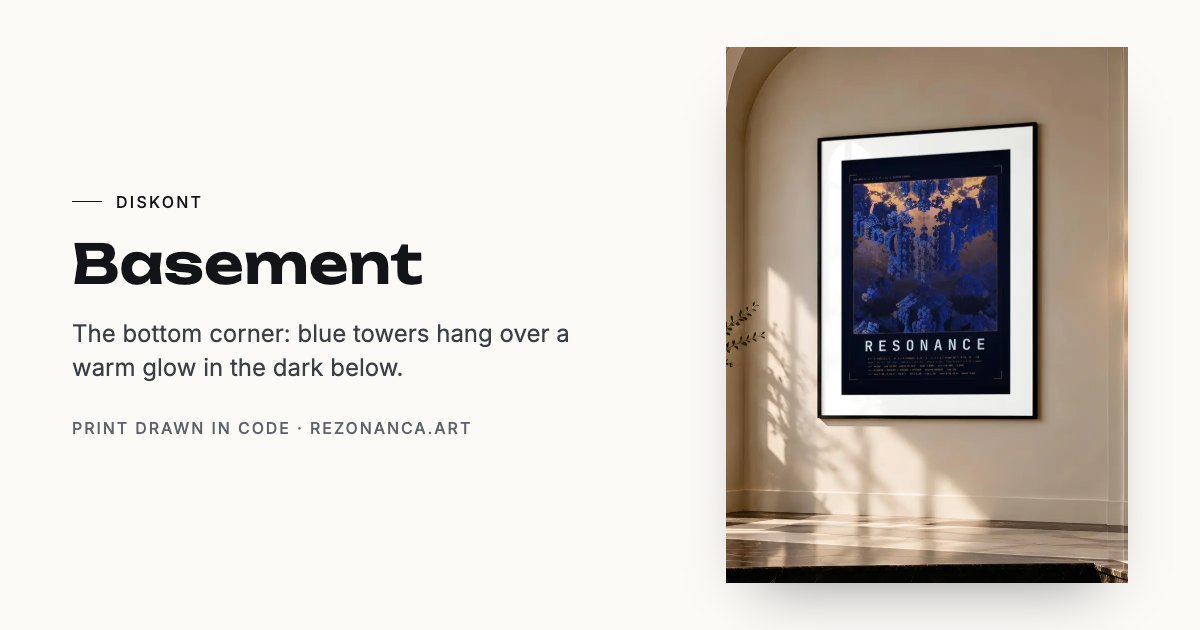 DISKONT
Basement
The bottom corner: blue towers hang over a
warm glow in the dark below.
PRINT DRAWN IN CODE · REZONANCA.ART
RESONANCE